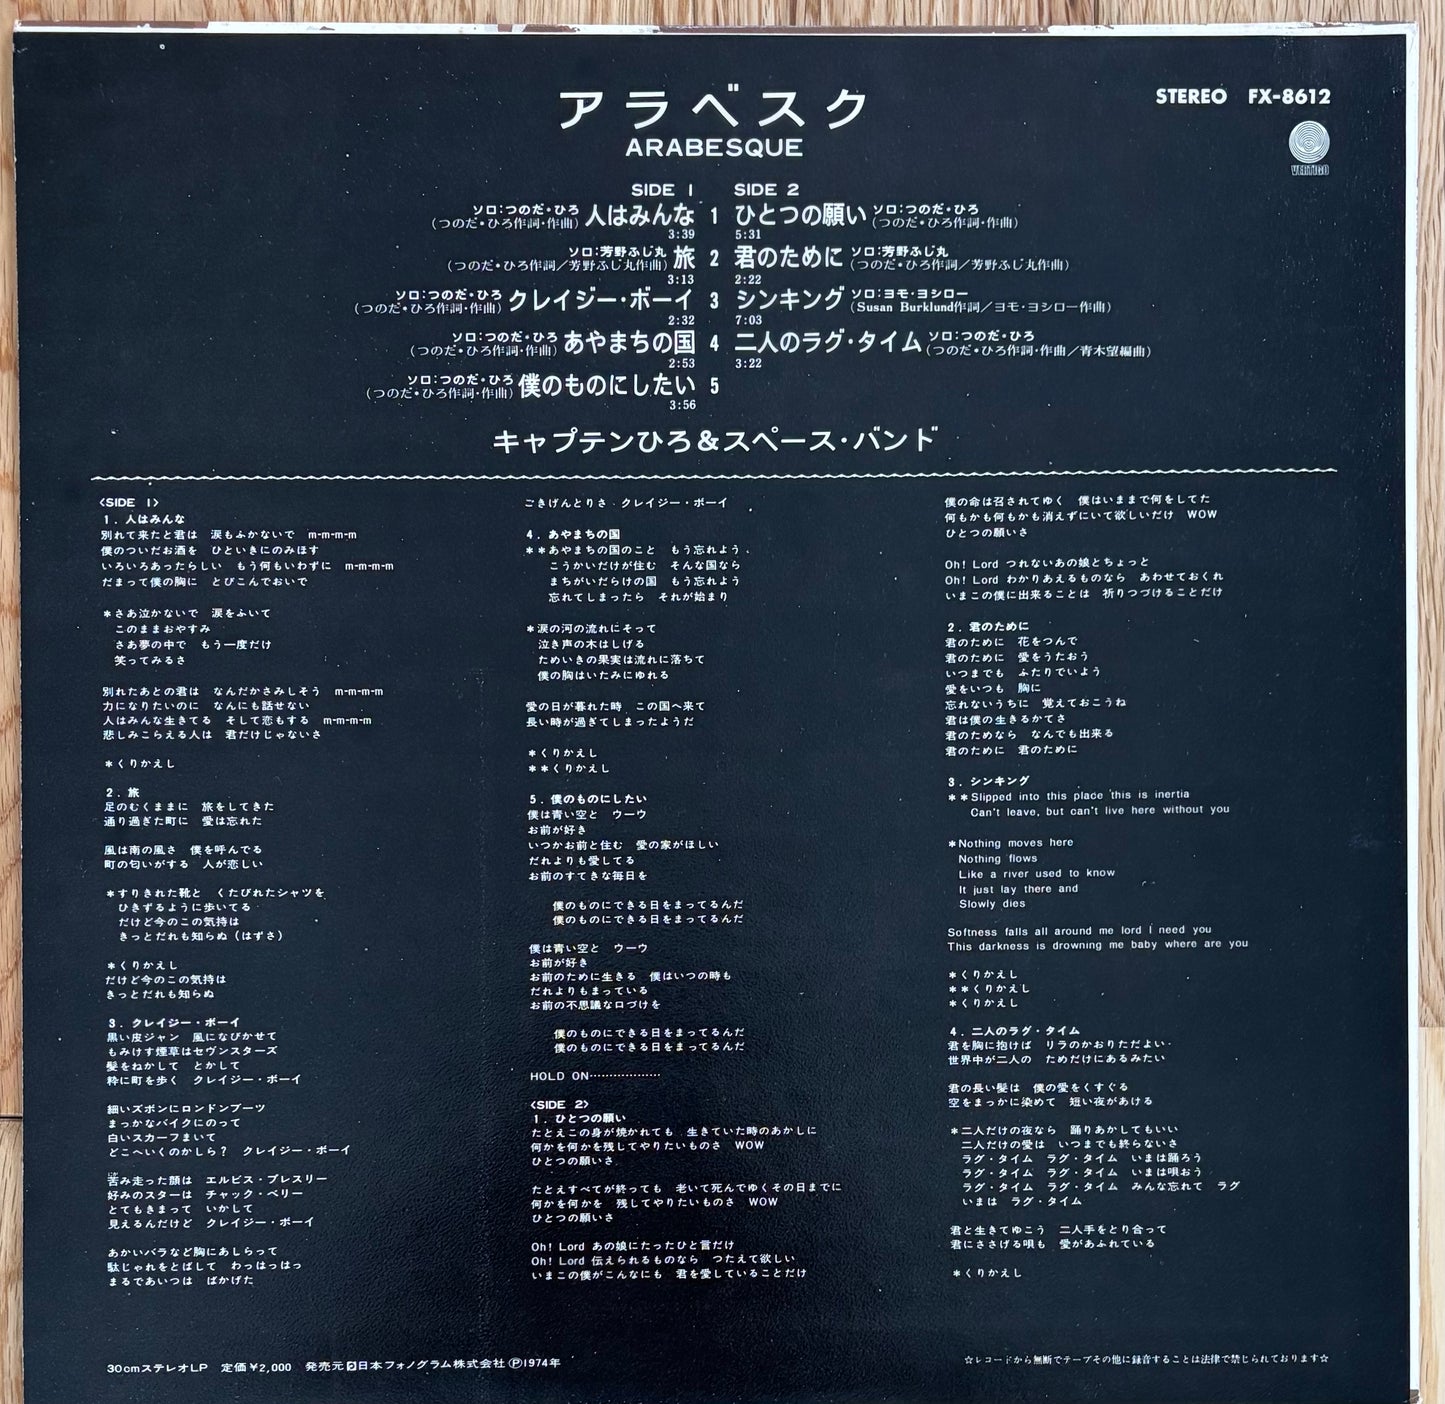 アラベスク
ARABESQUE
STEREO FX-8612
VERTIGO
SIDE 1 SIDE 2
ソロ:つのだ・ひろ
(つのだ・ひろ作詞・作曲) 人はみんな 1 ひとつの願い ソロ:つのだ・ひろ
(つのだ・ひろ作詞・作曲)
3:39 5:31
ソロ:芳野ふじ丸
(つのだ・ひろ作詞/芳野ふじ丸作曲) 旅 2 君のために ソロ:芳野ふじ丸
(つのだ・ひろ作詞/芳野ふじ丸作曲)
3:13 2:22
ソロ:つのだ・ひろ
(つのだ・ひろ作詞・作曲) クレイジー・ボーイ 3 シンキング ソロ:ヨモ・ヨシロー
(Susan Burklund作詞/ヨモ・ヨシロー作曲)
2:32 7:03
ソロ:つのだ・ひろ
(つのだ・ひろ作詞・作曲) あやまちの国 4 二人のラグ・タイム ソロ:つのだ・ひろ
(つのだ・ひろ作詞・作曲/青木望編曲)
2:53 3:22
ソロ:つのだ・ひろ
(つのだ・ひろ作詞・作曲) 僕のものにしたい 5
3:56
キャプテンひろ&スペース・バンド
〈SIDE 1〉
1. 人はみんな
別れて来たと君は 涙もふかないで m-m-m-m
僕のついだお酒を ひといきにのみほす
いろいろあったらしい もう何もいわずに m-m-m-m
だまって僕の胸に とびこんでおいで
*さあ泣かないで 涙をふいて
このままおやすみ
さあ夢の中で もう一度だけ
笑ってみるさ
別れたあとの君は なんだかさみしそう m-m-m-m
力になりたいのに なんにも話せない
人はみんな生きてる そして恋もする m-m-m-m
悲しみこらえる人は 君だけじゃないさ
*くりかえし
2. 旅
足のむくままに 旅をしてきた
通り過ぎた町に 愛は忘れた
風は南の風さ 僕を呼んでる
町の匂いがする 人が恋しい
*すりきれた靴と くたびれたシャツを
ひきずるように歩いてる
だけど今のこの気持は
きっとだれも知らぬ(はずさ)
*くりかえし
だけど今のこの気持は
きっとだれも知らぬ
3. クレイジー・ボーイ
黒い皮ジャン 風になびかせて
もみけす煙草はセヴンスターズ
髪をねかして とかして
粋に町を歩く クレイジー・ボーイ
細いズボンにロンドンブーツ
まっかなバイクにのって
白いスカーフまいて
どこへいくのかしら? クレイジー・ボーイ
苦み走った顔は エルビス・プレスリー
好みのスターは チャック・ベリー
とてもきまって いかして
見えるんだけど クレイジー・ボーイ
あかいバラなど胸にあしらって
駄じゃれをとばして わっはっはっ
まるであいつは ばかげた
ごきげんとりさ、クレイジー・ボーイ
4. あやまちの国
**あやまちの国のこと もう忘れよう、
こうかいだけが住む そんな国なら
まちがいだらけの国 もう忘れよう
忘れてしまったら それが始まり
*涙の河の流れにそって
泣き声の木はしげる
ためいきの果実は流れに落ちて
僕の胸はいたみにゆれる
愛の日が暮れた時 この国へ来て
長い時が過ぎてしまったようだ
*くりかえし
**くりかえし
5. 僕のものにしたい
僕は青い空と ウーウ
お前が好き
いつかお前と住む 愛の家がほしい
だれよりも愛してる
お前のすてきな毎日を
僕のものにできる日をまってるんだ
僕のものにできる日をまってるんだ
僕は青い空と ウーウ
お前が好き
お前のために生きる 僕はいつの時も
だれよりもまっている
お前の不思議な口づけを
僕のものにできる日をまってるんだ
僕のものにできる日をまってるんだ
HOLD ON………………
〈SIDE 2〉
1. ひとつの願い
たとえこの身が焼かれても 生きていた時のあかしに
何かを何かを残してやりたいものさ WOW
ひとつの願いさ
たとえすべてが終っても 老いて死んでゆくその日までに
何かを何かを 残してやりたいものさ WOW
ひとつの願いさ
Oh! Lord あの娘にたったひと言だけ
Oh! Lord 伝えられるものなら つたえて欲しい
いまこの僕がこんなにも 君を愛していることだけ
僕の命は召されてゆく 僕はいままで何をしてた
何もかも何もかも消えずにいて欲しいだけ WOW
ひとつの願いさ
Oh! Lord つれないあの娘とちょっと
Oh! Lord わかりあえるものなら あわせておくれ
いまこの僕に出来ることは 祈りつづけることだけ
2. 君のために
君のために 花をつんで
君のために 愛をうたおう
いつまでも ふたりでいよう
愛をいつも 胸に
忘れないうちに 覚えておこうね
君は僕の生きるかてさ
君のためなら なんでも出来る
君のために 君のために
3. シンキング
**Slipped into this place this is inertia
Can't leave, but can't live here without you
*Nothing moves here
Nothing flows
Like a river used to know
It just lay there and
Slowly dies
Softness falls all around me lord I need you
This darkness is drowning me baby where are you
*くりかえし
**くりかえし
*くりかえし
4. 二人のラグ・タイム
君を胸に抱けば リラのかおりただよい
世界中が二人の ためだけにあるみたい
君の長い髪は 僕の愛をくすぐる
空をまっかに染めて 短い夜があける
*二人だけの夜なら 踊りあかしてもいい
二人だけの愛は いつまでも終らないさ
ラグ・タイム ラグ・タイム いまは踊ろう
ラグ・タイム ラグ・タイム いまは唄おう
ラグ・タイム ラグ・タイム みんな忘れて ラグ
いまは ラグ・タイム
君と生きてゆこう 二人手をとり合って
君にささげる唄も 愛があふれている
*くりかえし
30cmステレオLP 定価¥2,000 発売元 日本フォノグラム株式会社 Ⓟ1974年
☆レコードから無断でテープその他に録音することは法律で禁じられております☆